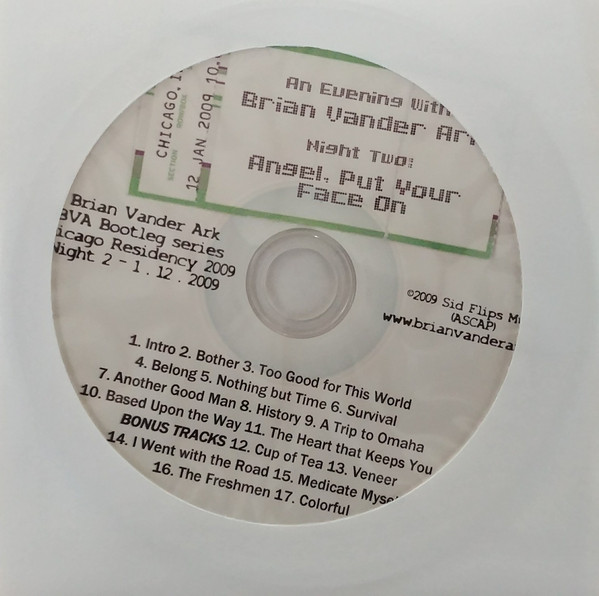 CHICAGO, I
SECTION
12 JAN 2009 10.
An Evening With
Brian Vander Ar
Night Two:
Angel, Put Your
Face On
Brian Vander Ark
BVA Bootleg series
icago Residency 2009
Night 2 - 1.12.2009
©2009 Sid Flips M
(ASCAP)
www.brianvandera
1. Intro 2. Bother 3. Too Good for This World
4. Belong 5. Nothing but Time 6. Survival
7. Another Good Man 8. History 9. A Trip to Omaha
10. Based Upon the Way 11. The Heart that Keeps You
BONUS TRACKS 12. Cup of Tea 13. Veneer
14. I Went with the Road 15. Medicate Myse
16. The Freshmen 17. Colorful